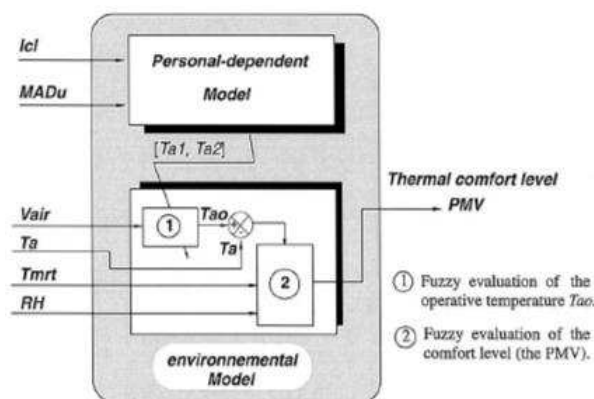 Icl
MADu
Personal-dependent
Model
[Ta1, Ta2]
Vair
Ta
Tmrt
RH
1
Tao
Ta
2
environnemental
Model
Thermal comfort level
PMV
1 Fuzzy evaluation of the
operative temperature Tao.
2 Fuzzy evaluation of the
comfort level (the PMV).